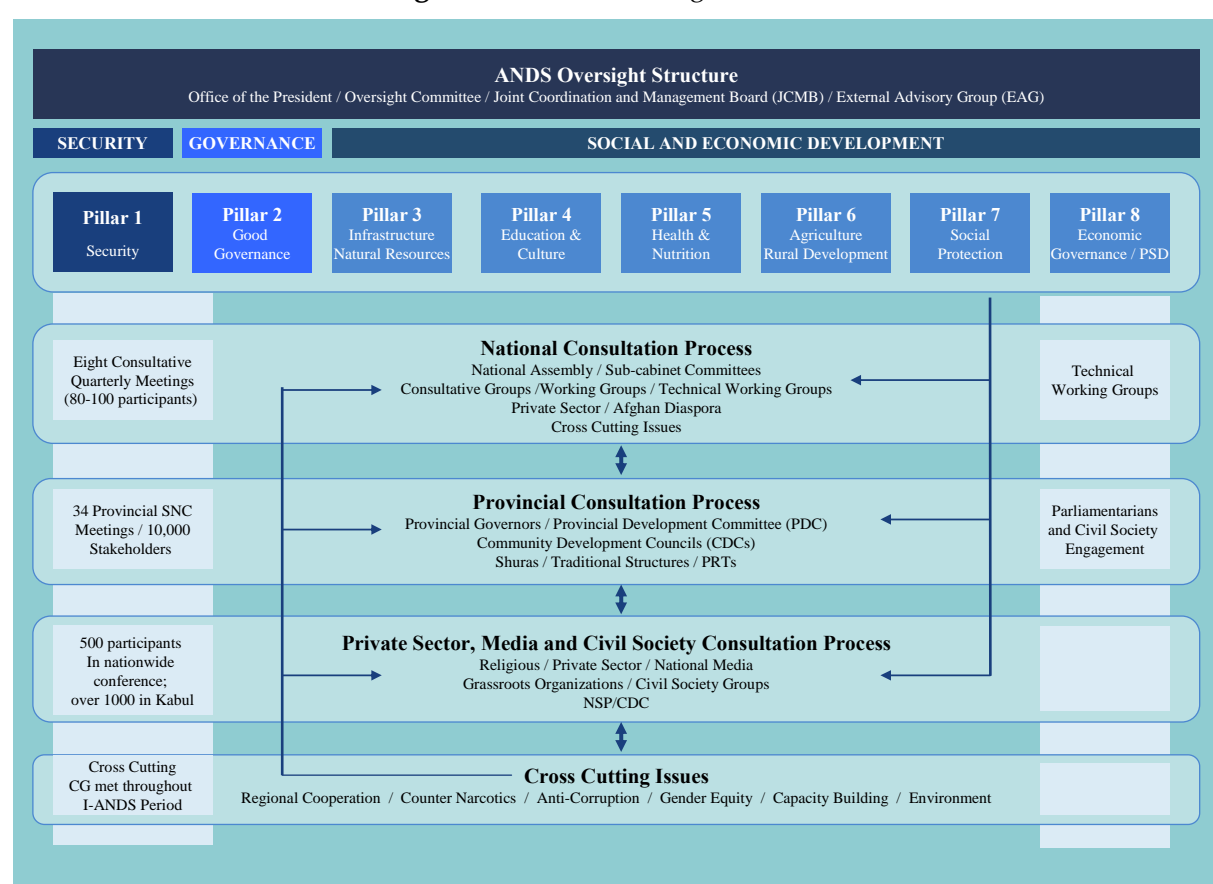 ANDS Oversight Structure
Office of the President / Oversight Committee / Joint Coordination and Management Board (JCMB) / External Advisory Group (EAG)
SECURITY
GOVERNANCE
SOCIAL AND ECONOMIC DEVELOPMENT
Pillar 1
Security
Pillar 2
Good
Governance
Pillar 3
Infrastructure
Natural Resources
Pillar 4
Education &
Culture
Pillar 5
Health &
Nutrition
Pillar 6
Agriculture
Rural Development
Pillar 7
Social
Protection
Pillar 8
Economic
Governance / PSD
Eight Consultative
Quarterly Meetings
(80-100 participants)
National Consultation Process
National Assembly / Sub-cabinet Committees
Consultative Groups /Working Groups / Technical Working Groups
Private Sector / Afghan Diaspora
Cross Cutting Issues
Technical
Working Groups
34 Provincial SNC
Meetings / 10,000
Stakeholders
Provincial Consultation Process
Provincial Governors / Provincial Development Committee (PDC)
Community Development Councils (CDCs)
Shuras / Traditional Structures / PRTs
Parliamentarians
and Civil Society
Engagement
500 participants
In nationwide
conference;
over 1000 in Kabul
Private Sector, Media and Civil Society Consultation Process
Religious / Private Sector / National Media
Grassroots Organizations / Civil Society Groups
NSP/CDC
Cross Cutting
CG met throughout
I-ANDS Period
Cross Cutting Issues
Regional Cooperation / Counter Narcotics / Anti-Corruption / Gender Equity / Capacity Building / Environment